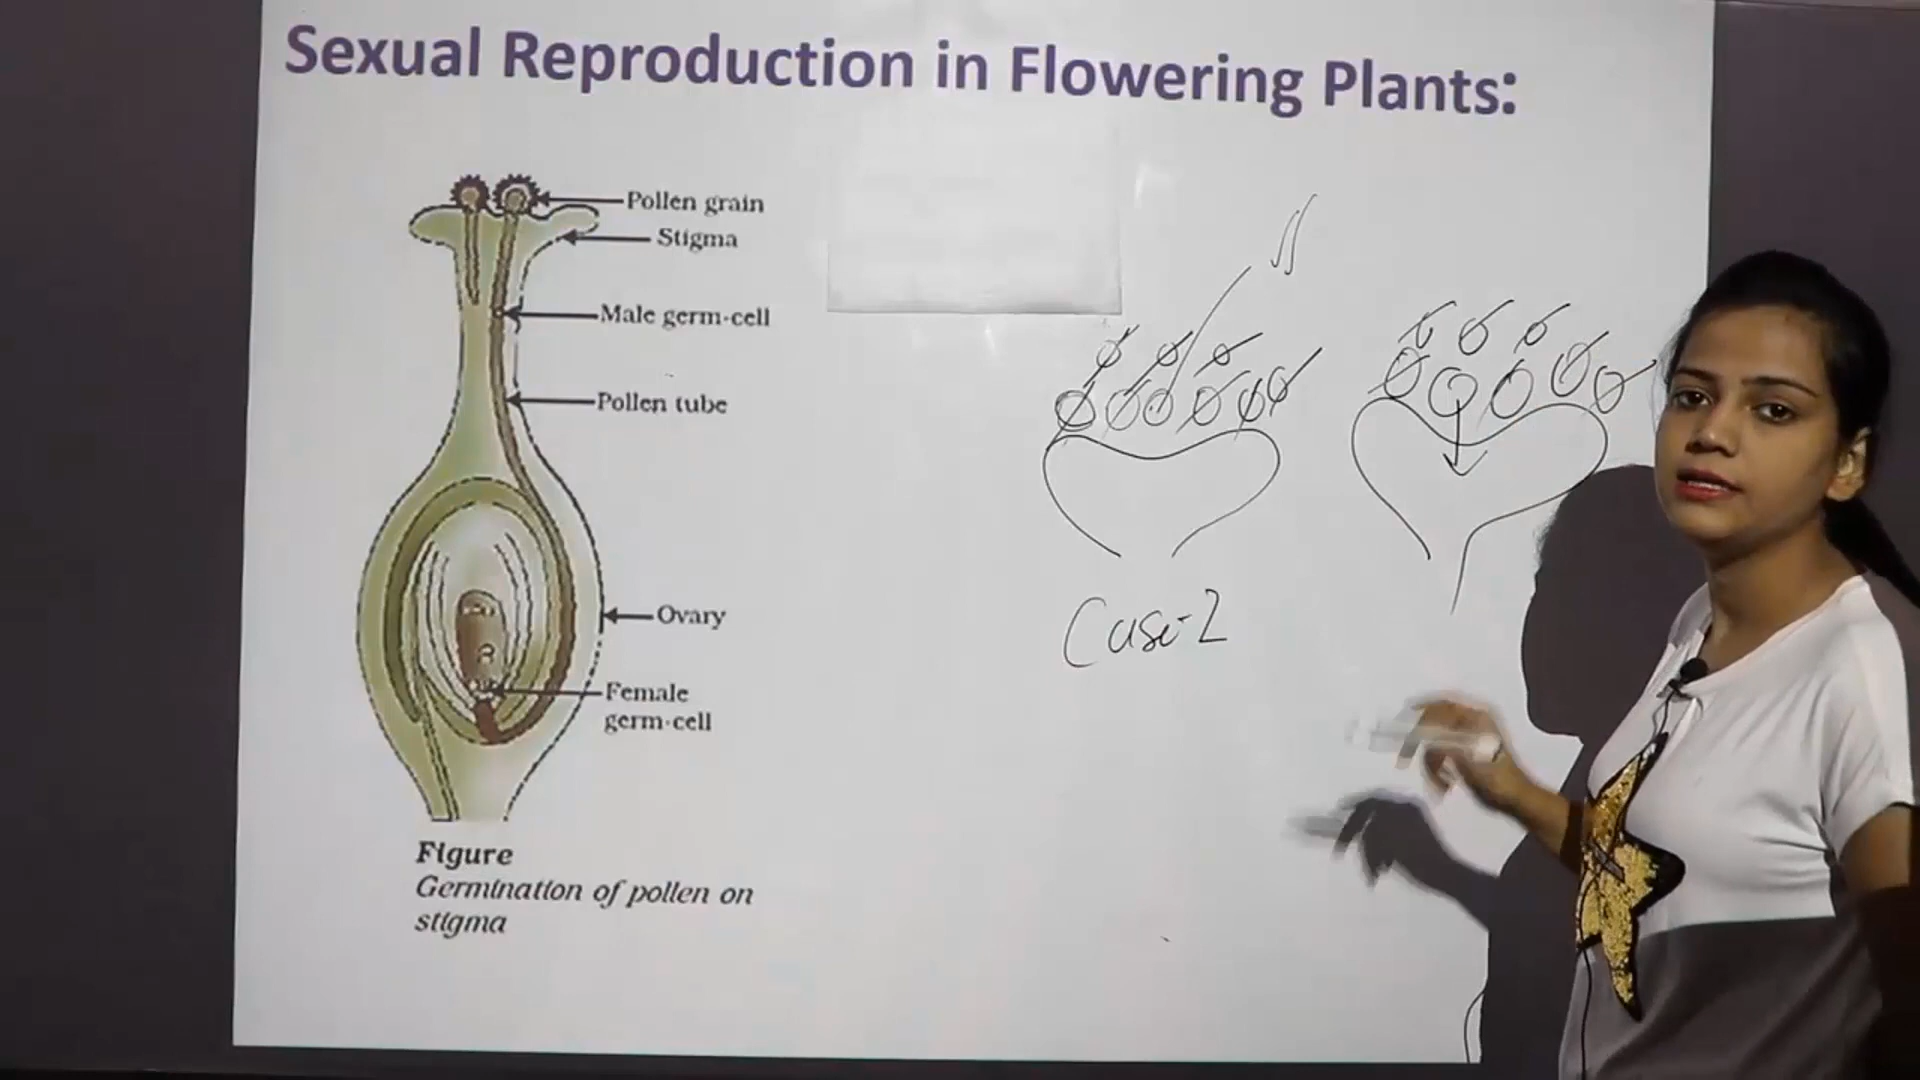 Sexual Reproduction in Flowering Plants:
Pollen grain
Stigma
Male germ-cell
Pollen tube
Ovary
Female
germ-cell
Figure
Germination of pollen on
stigma
Case-2